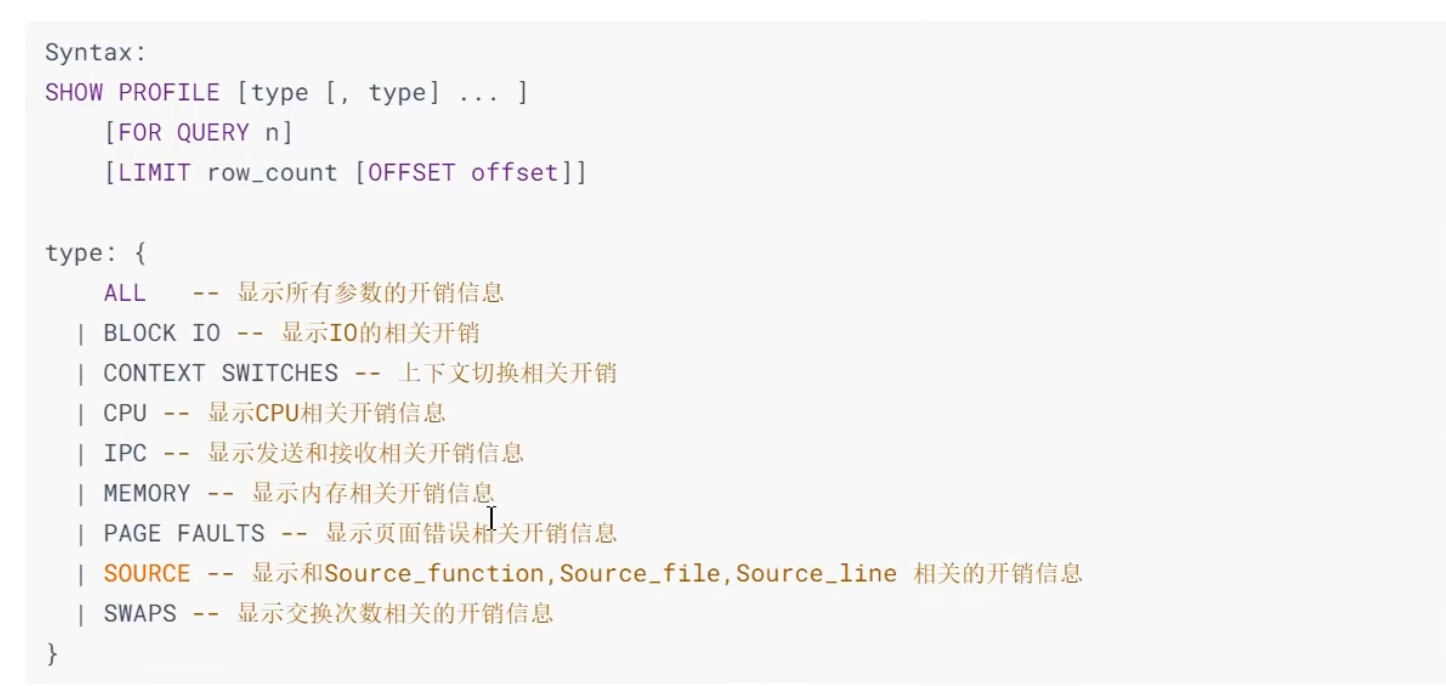 Syntax:
SHOW PROFILE [type [, type] ... ]
[FOR QUERY n]
[LIMIT row_count [OFFSET offset]]
type: {
ALL -- 显示所有参数的开销信息
| BLOCK IO -- 显示IO的相关开销
| CONTEXT SWITCHES -- 上下文切换相关开销
| CPU -- 显示CPU相关开销信息
| IPC -- 显示发送和接收相关开销信息
| MEMORY -- 显示内存相关开销信息
| PAGE FAULTS -- 显示页面错误相关开销信息
| SOURCE -- 显示和Source_function,Source_file,Source_line 相关的开销信息
| SWAPS -- 显示交换次数相关的开销信息
}